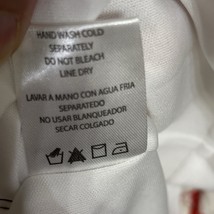 HAND WASH COLD
SEPARATELY
DO NOT BLEACH
LINE DRY
LAVAR A MANO CON AGUA FRIA
SEPARATEDO
NO USAR BLANQUEADOR
SECAR COLGADO